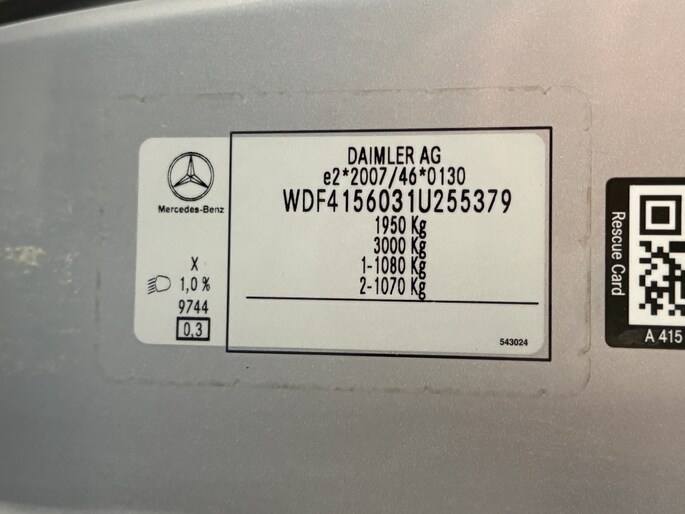 Mercedes-Benz
X
1,0 %
9744
0,3
DAIMLER AG
e2*2007/46*0130
WDF4156031U255379
1950 Kg
3000 Kg
1-1080 Kg
2-1070 Kg
543024
Rescue Card
A 415